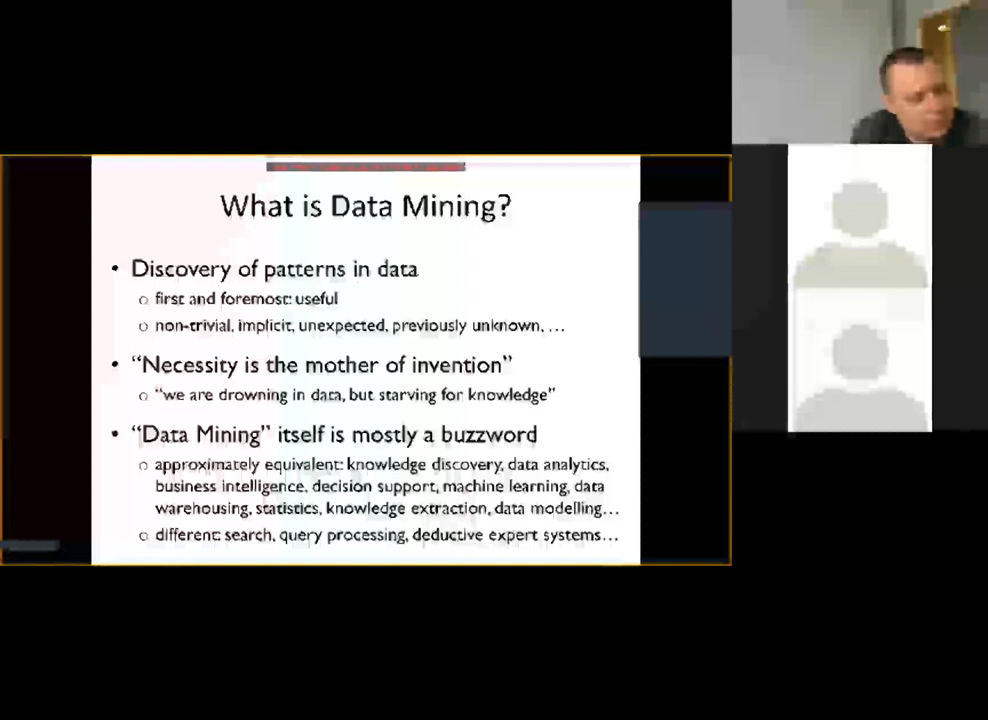 What is Data Mining?
• Discovery of patterns in data
o first and foremost: useful
o non-trivial, implicit, unexpected, previously unknown, …
• “Necessity is the mother of invention”
o “we are drowning in data, but starving for knowledge”
• “Data Mining” itself is mostly a buzzword
o approximately equivalent: knowledge discovery, data analytics,
business intelligence, decision support, machine learning, data
warehousing, statistics, knowledge extraction, data modelling…
o different: search, query processing, deductive expert systems…